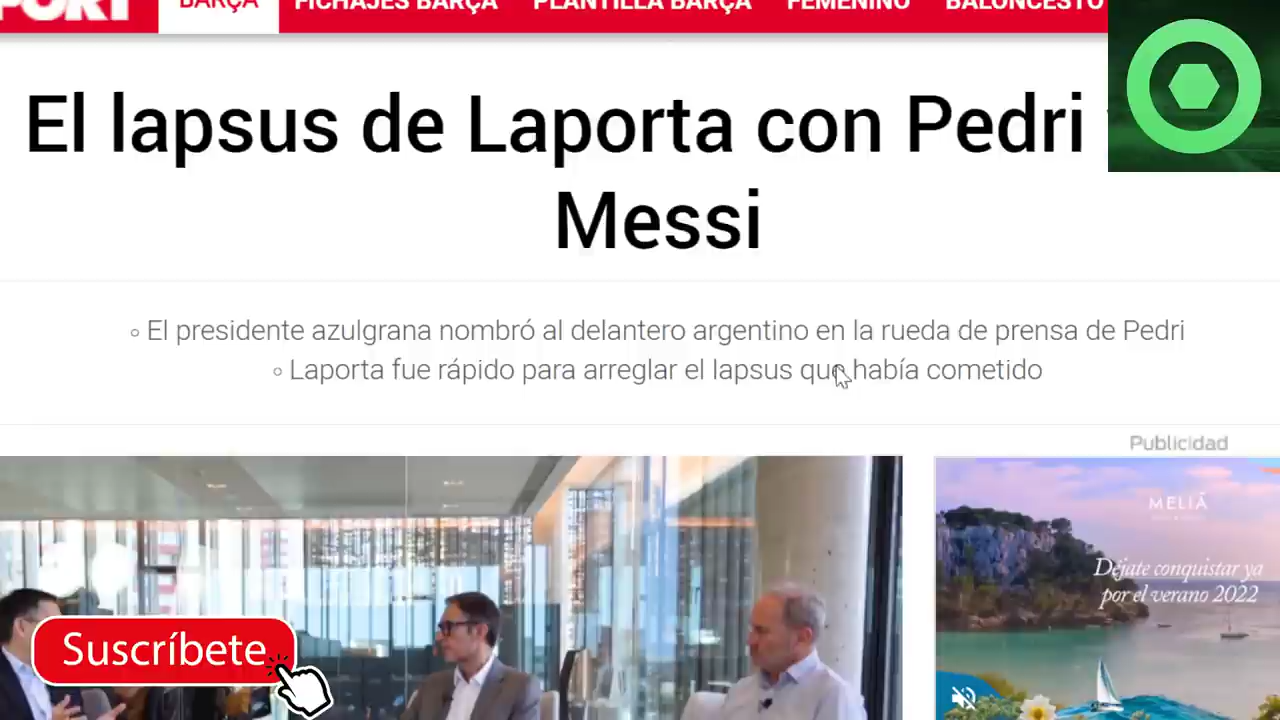 BARÇA FICHAJES BARÇA PLANTILLA BARÇA FEMENINO BALONCESTO
El lapsus de Laporta con Pedri
Messi
El presidente azulgrana nombró al delantero argentino en la rueda de prensa de Pedri
Laporta fue rápido para arreglar el lapsus que había cometido
Publicidad
MELIÃ
Déjate conquistar ya
por el verano 2022
Suscríbete